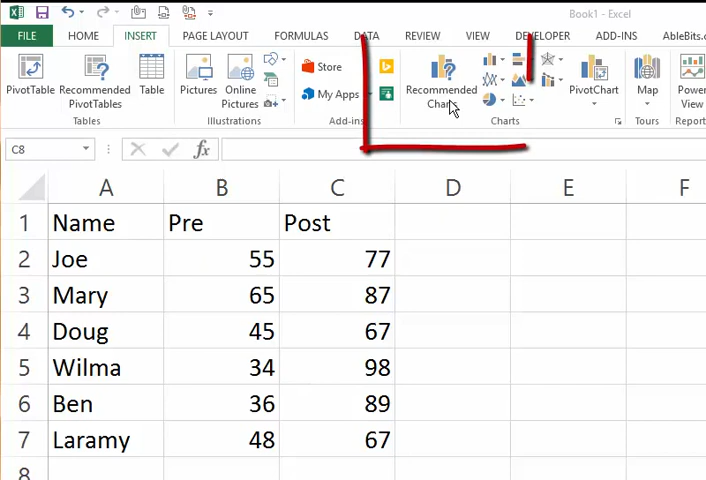 Book1 - Excel
FILE HOME INSERT PAGE LAYOUT FORMULAS DATA REVIEW VIEW DEVELOPER ADD-INS AbleBits.c
PivotTable Recommended PivotTables Table Pictures Online Pictures Store My Apps Recommended Charts PivotChart Map Power View
Tables Illustrations Add-ins Charts Tours Report
C8 fx
A B C D E F
1 Name Pre Post
2 Joe 55 77
3 Mary 65 87
4 Doug 45 67
5 Wilma 34 98
6 Ben 36 89
7 Laramy 48 67
8